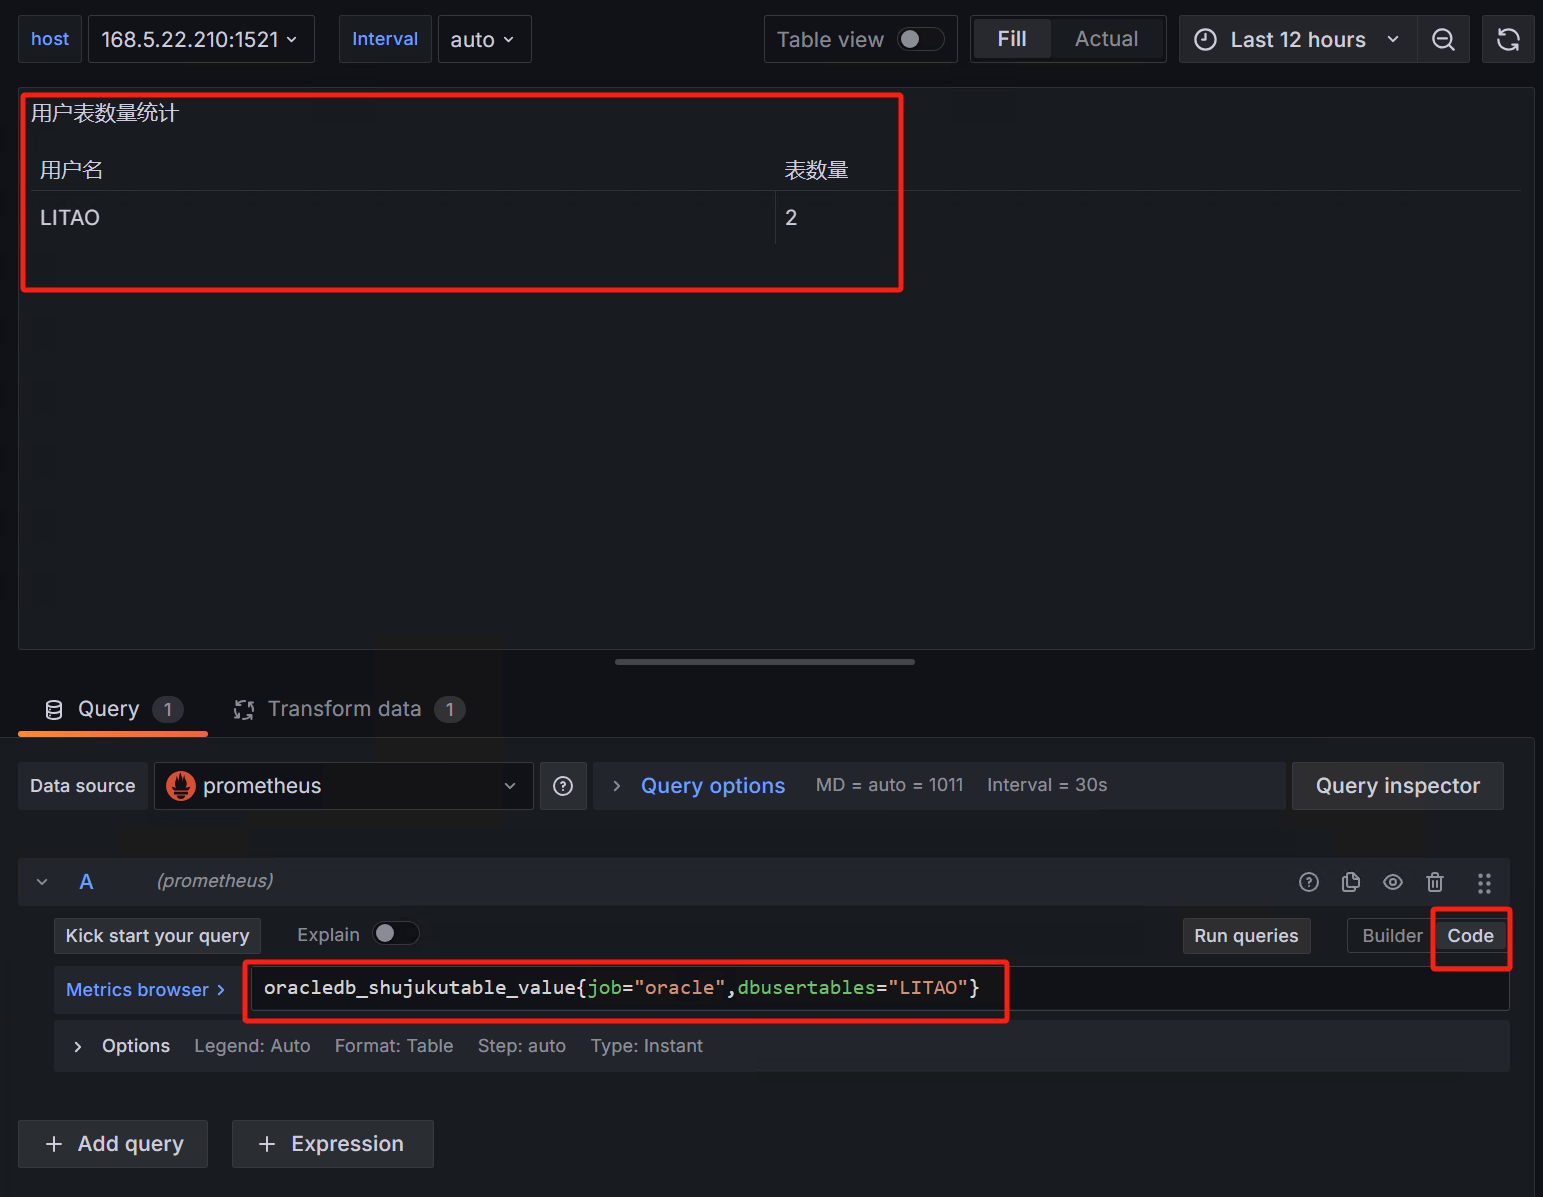 host 168.5.22.210:1521 Interval auto Table view Fill Actual Last 12 hours
用户表数量统计
用户名 表数量
LITAO 2
Query 1 Transform data 1
Data source prometheus Query options MD = auto = 1011 Interval = 30s Query inspector
A (prometheus)
Kick start your query Explain Run queries Builder Code
Metrics browser > oracledb_shujukutable_value{job="oracle",dbusertables="LITAO"}
> Options Legend: Auto Format: Table Step: auto Type: Instant
+ Add query + Expression